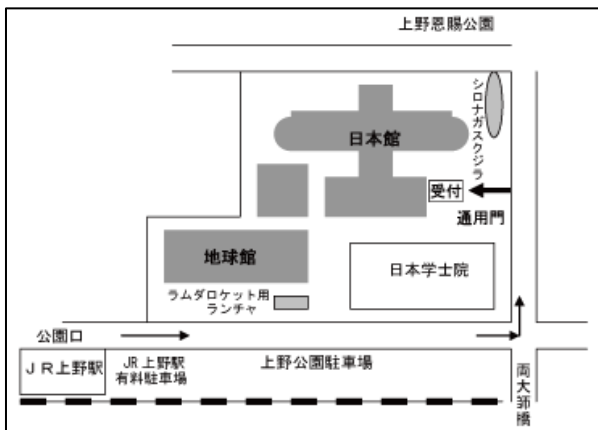 上野恩賜公園
シロナガスクジラ
日本館
受付
通用門
地球館
日本学士院
ラムダロケット用
ランチャ
公園口
JR上野駅
JR上野駅
有料駐車場
上野公園駐車場
両大師橋